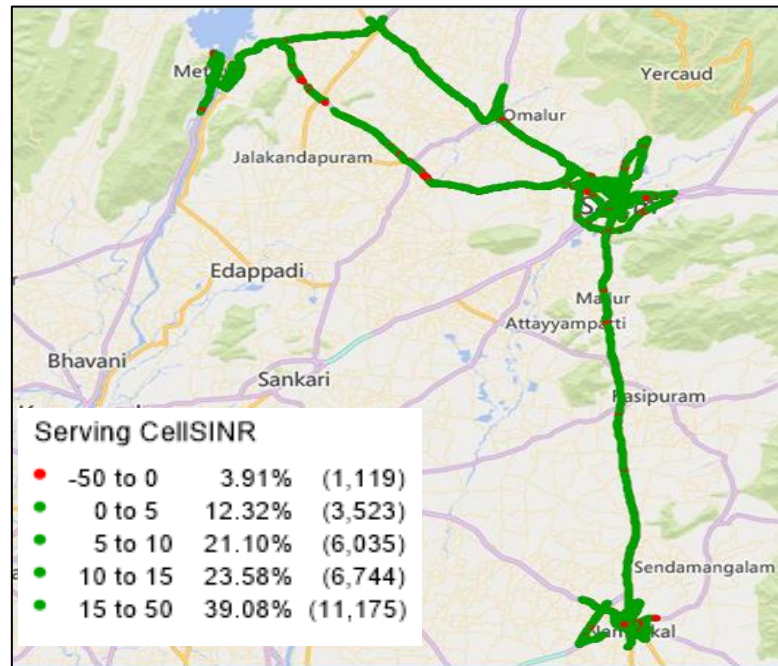 Yercaud
Omalur
Jalakandapuram
Edappadi
Attayyampatti
Bhavani
Sankari
Sendamangalam
Serving CellSINR
-50 to 0 3.91% (1,119)
0 to 5 12.32% (3,523)
5 to 10 21.10% (6,035)
10 to 15 23.58% (6,744)
15 to 50 39.08% (11,175)